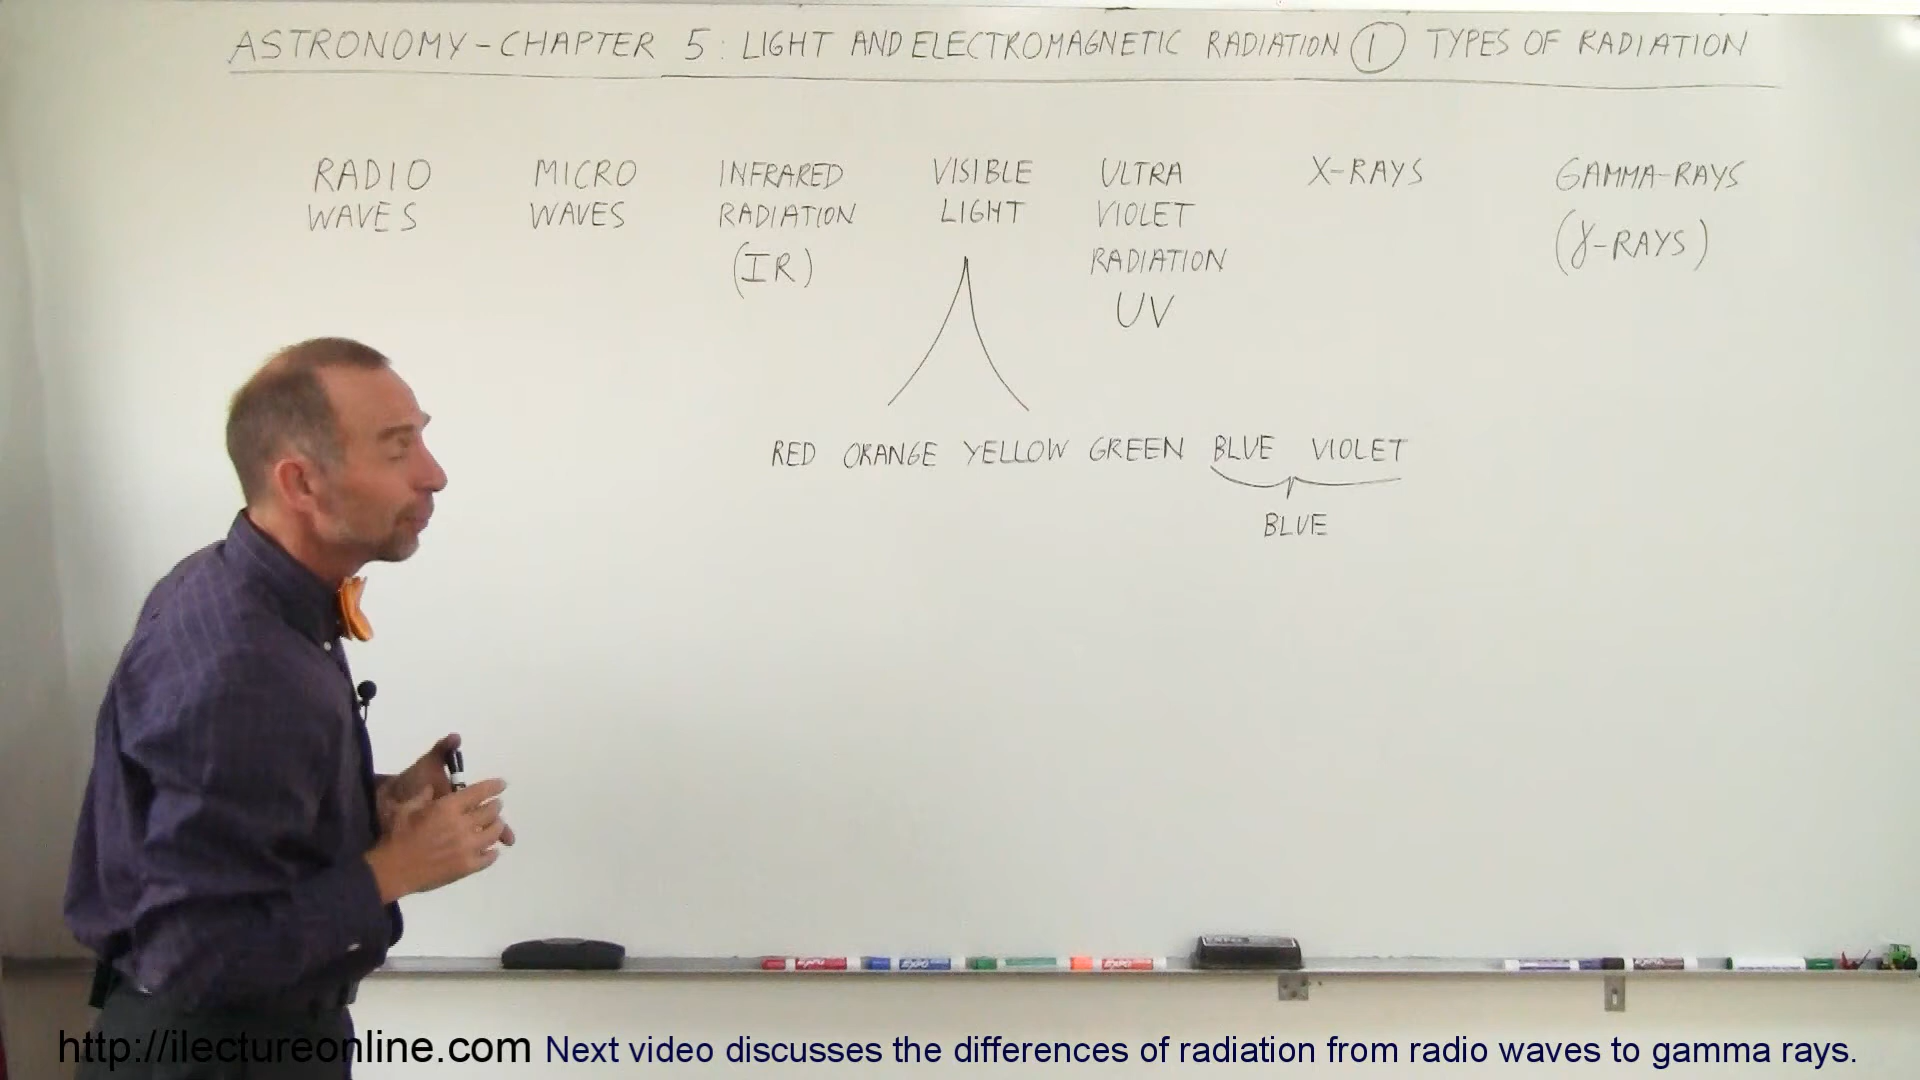 ASTRONOMY - CHAPTER 5: LIGHT AND ELECTROMAGNETIC RADIATION 1 TYPES OF RADIATION
RADIO
WAVES
MICRO
WAVES
INFRARED
RADIATION
(IR)
VISIBLE
LIGHT
ULTRA
VIOLET
RADIATION
UV
X-RAYS
GAMMA-RAYS
(γ-RAYS)
RED ORANGE YELLOW GREEN BLUE VIOLET
BLUE
http://ilectureonline.com Next video discusses the differences of radiation from radio waves to gamma rays.